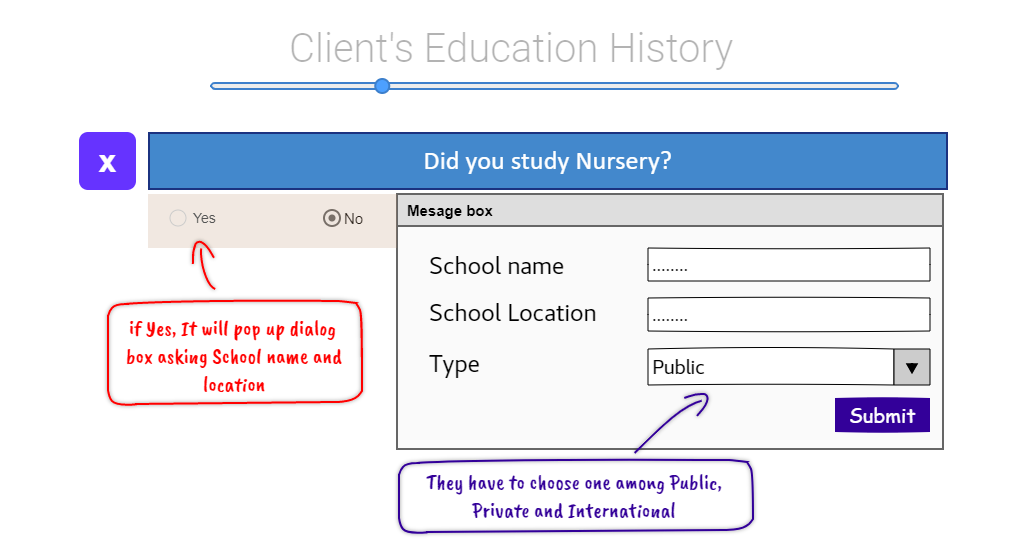 Client's Education History
x
Did you study Nursery?
Yes
No
Mesage box
School name
........
School Location
........
Type
Public
Submit
if Yes, It will pop up dialog
box asking School name and
location
They have to choose one among Public,
Private and International